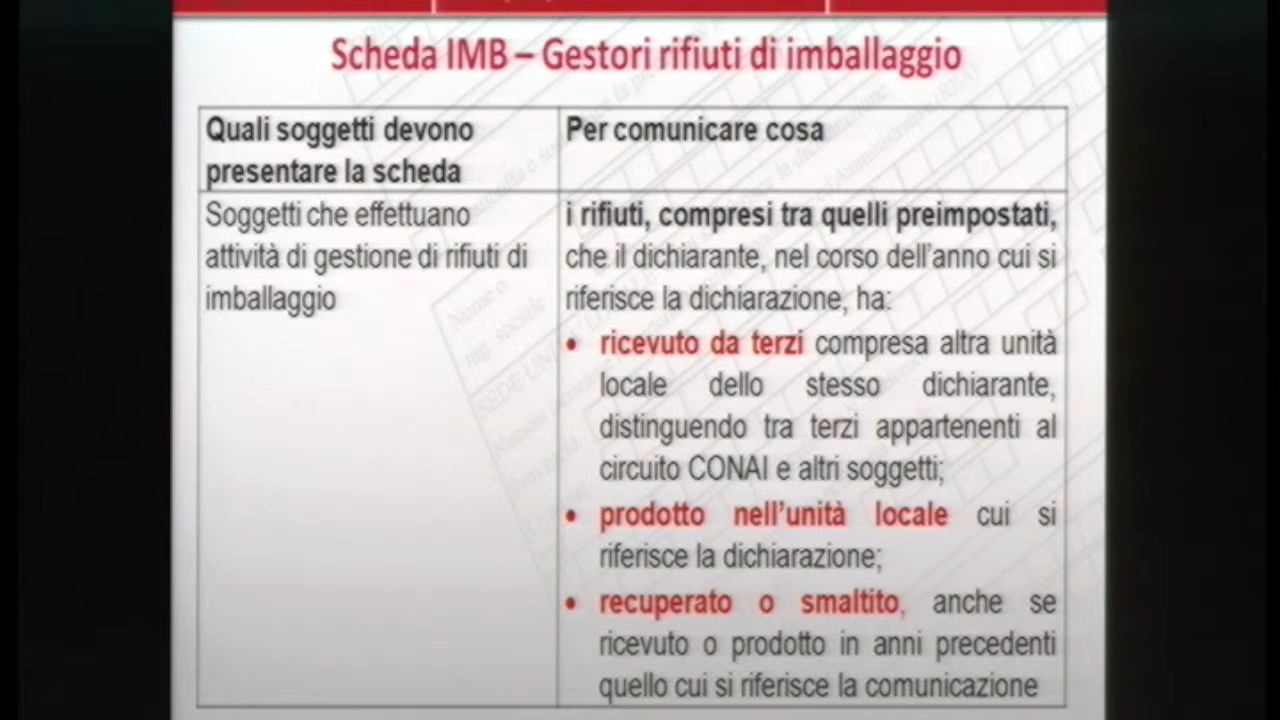 Scheda IMB – Gestori rifiuti di imballaggio
Quali soggetti devono
presentare la scheda
Per comunicare cosa
Soggetti che effettuano
attività di gestione di rifiuti di
imballaggio
i rifiuti, compresi tra quelli preimpostati,
che il dichiarante, nel corso dell'anno cui si
riferisce la dichiarazione, ha:
• ricevuto da terzi compresa altra unità
locale dello stesso dichiarante,
distinguendo tra terzi appartenenti al
circuito CONAI e altri soggetti;
• prodotto nell'unità locale cui si
riferisce la dichiarazione;
• recuperato o smaltito, anche se
ricevuto o prodotto in anni precedenti
quello cui si riferisce la comunicazione